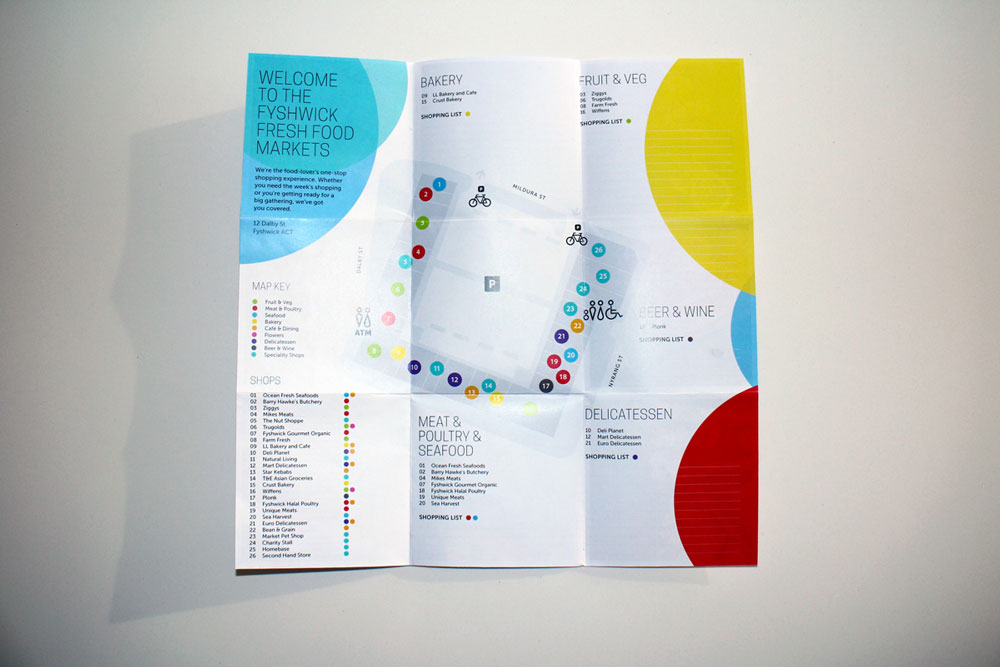 WELCOME
TO THE
FYSHWICK
FRESH FOOD
MARKETS
We're the food-lover's one-stop
shopping experience. Whether
you need the week's shopping
or you're getting ready for a
big gathering, we've got
you covered.
12 Dalby St
Fyshwick ACT
MAP KEY
Fruit & Veg
Meat & Poultry
Seafood
Bakery
Cafe & Dining
Flowers
Delicatessen
Beer & Wine
Speciality Shops
SHOPS
01 Ocean Fresh Seafoods
02 Barry Hawke's Butchery
03 Ziggys
04 Mikes Meats
05 The Nut Shoppe
06 Trugolds
07 Fyshwick Gourmet Organic
08 Farm Fresh
09 LL Bakery and Cafe
10 Deli Planet
11 Natural Living
12 Mart Delicatessen
13 Star Kebabs
14 T&E Asian Groceries
15 Crust Bakery
16 Wiffens
17 Plonk
18 Fyshwick Halal Poultry
19 Unique Meats
20 Sea Harvest
21 Euro Delicatessen
22 Bean & Grain
23 Market Pet Shop
24 Charity Stall
25 Homebase
26 Second Hand Store
BAKERY
09 LL Bakery and Cafe
15 Crust Bakery
SHOPPING LIST
FRUIT & VEG
03 Ziggys
06 Trugolds
08 Farm Fresh
16 Wiffens
SHOPPING LIST
MILDURA ST
DALBY ST
NYRANG ST
P
P
P
ATM
1
2
3
4
5
6
7
8
9
10
11
12
13
14
15
17
18
19
20
21
22
23
24
25
26
BEER & WINE
17 Plonk
SHOPPING LIST
MEAT &
POULTRY &
SEAFOOD
01 Ocean Fresh Seafoods
02 Barry Hawke's Butchery
04 Mikes Meats
07 Fyshwick Gourmet Organic
18 Fyshwick Halal Poultry
19 Unique Meats
20 Sea Harvest
SHOPPING LIST
DELICATESSEN
10 Deli Planet
12 Mart Delicatessen
21 Euro Delicatessen
SHOPPING LIST